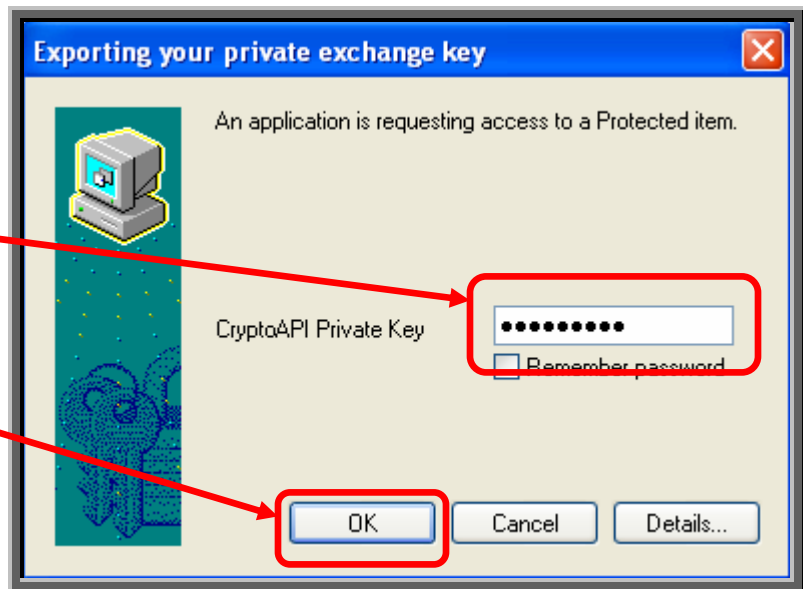 Exporting your private exchange key
An application is requesting access to a Protected item.
CryptoAPI Private Key
•••••••••
Remember password
OK
Cancel
Details...